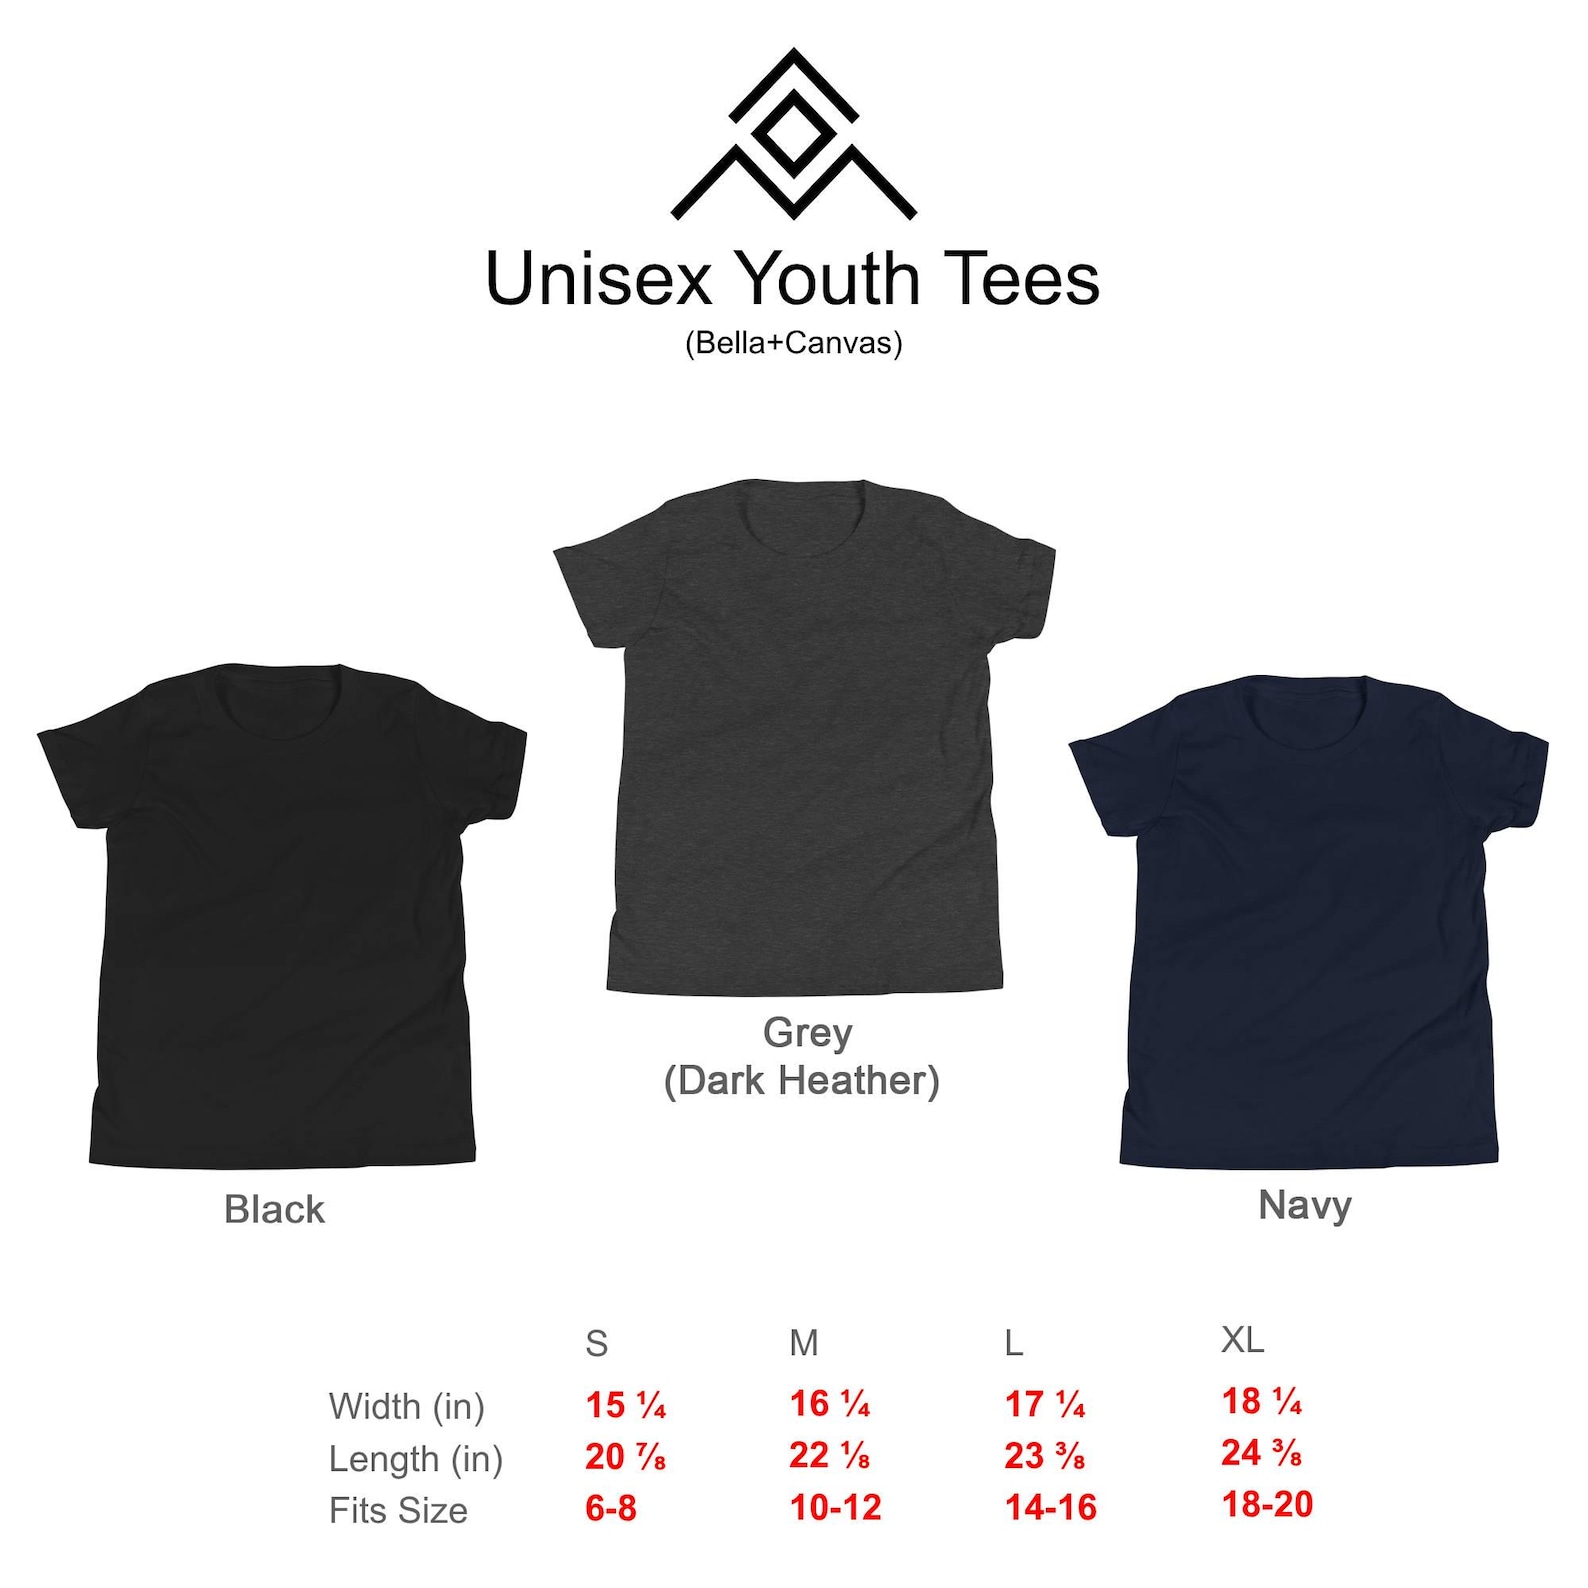 Unisex Youth Tees
(Bella+Canvas)
Grey
(Dark Heather)
Black
Navy
S M L XL
Width (in) 15 ¼ 16 ¼ 17 ¼ 18 ¼
Length (in) 20 ⅞ 22 ⅛ 23 ⅜ 24 ⅜
Fits Size 6-8 10-12 14-16 18-20